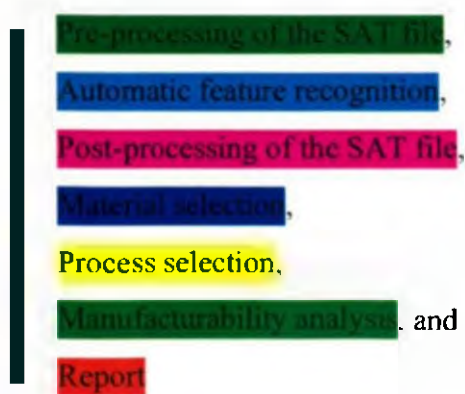 Pre-processing of the SAT file,
Automatic feature recognition,
Post-processing of the SAT file,
Material selection,
Process selection,
Manufacturability analysis. and
Report